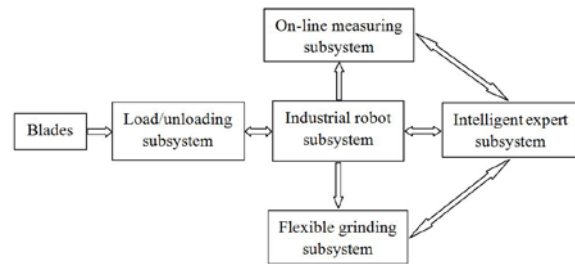 On-line measuring
subsystem
Blades
Load/unloading
subsystem
Industrial robot
subsystem
Intelligent expert
subsystem
Flexible grinding
subsystem